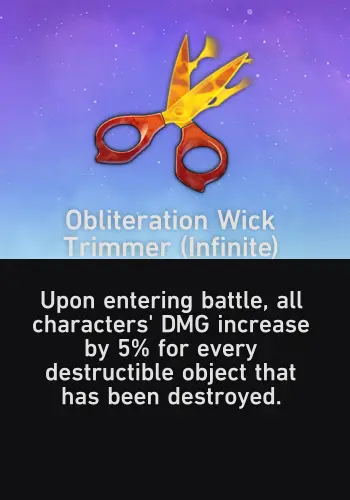 Obliteration Wick
Trimmer (Infinite)
Upon entering battle, all
characters' DMG increase
by 5% for every
destructible object that
has been destroyed.